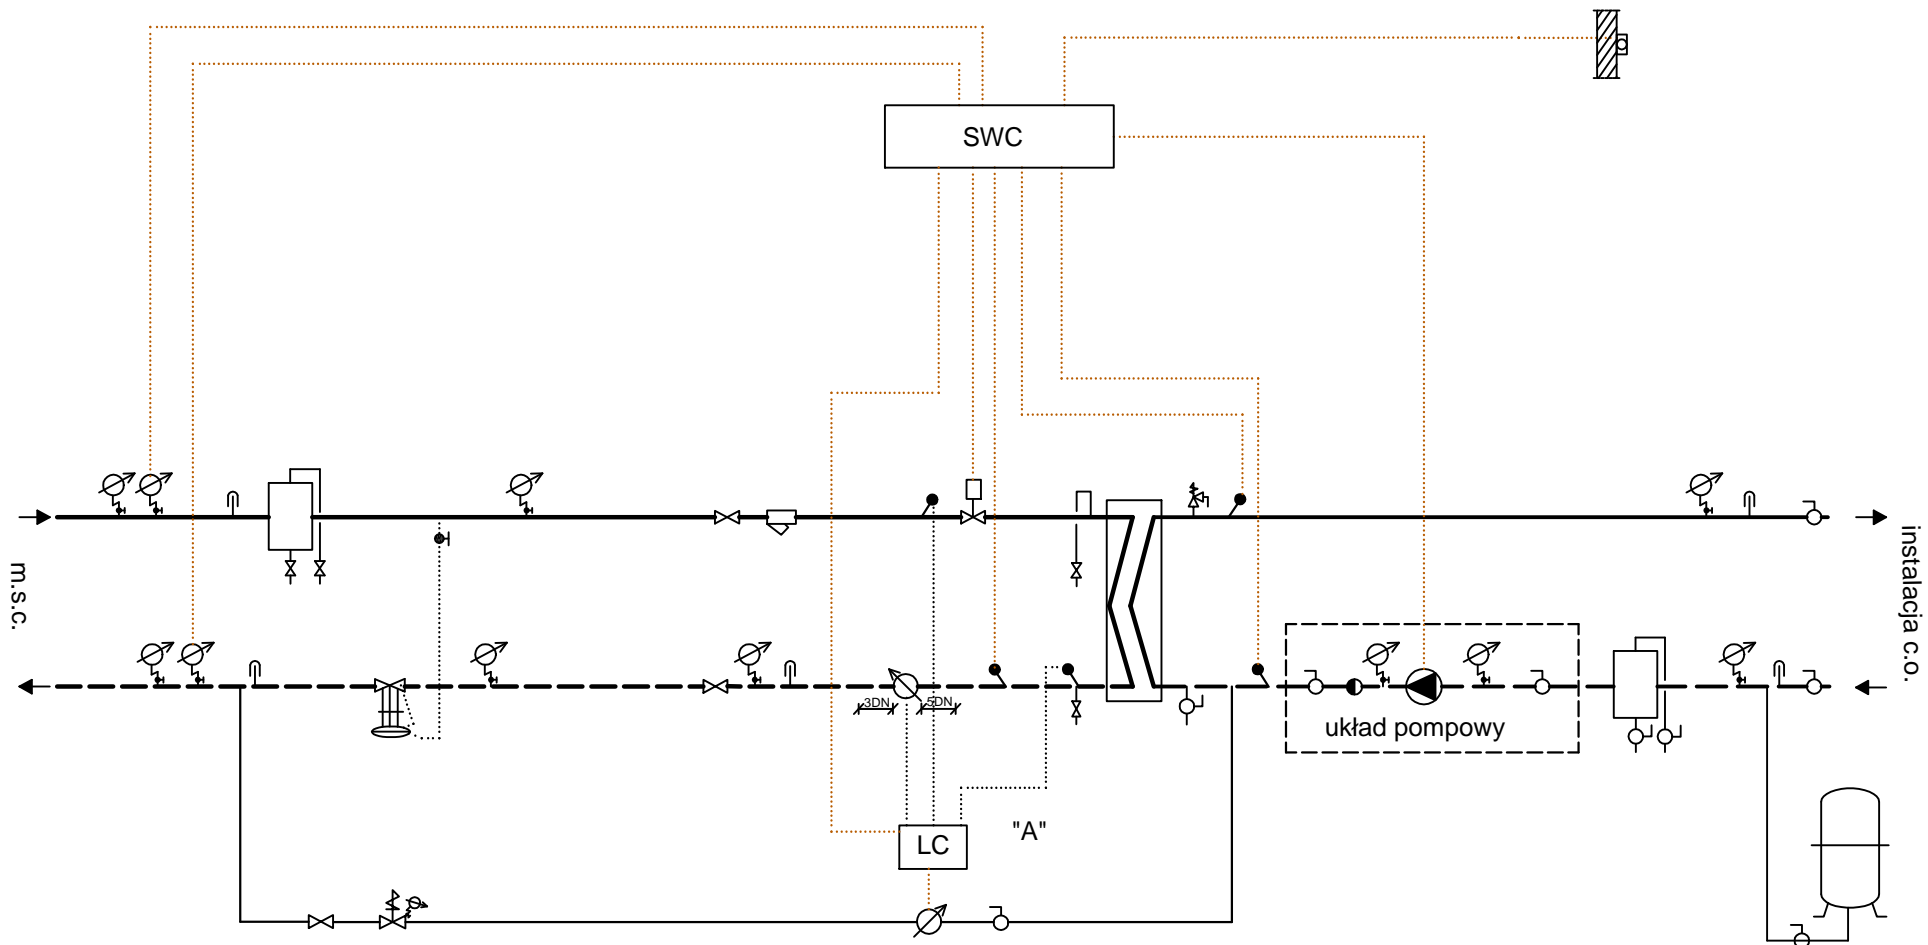 SWC
m.s.c.
instalacja c.o.
3DN
5DN
układ pompowy
"A"
LC